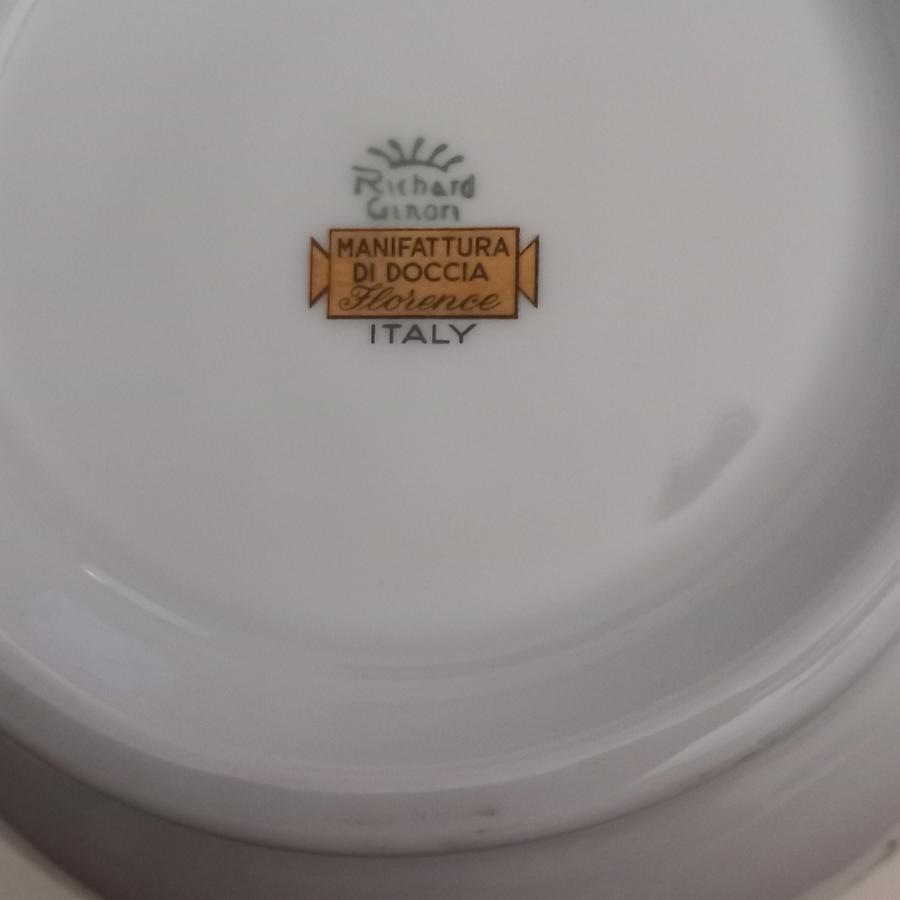 Richard
Ginori
MANIFATTURA
DI DOCCIA
Florence
ITALY